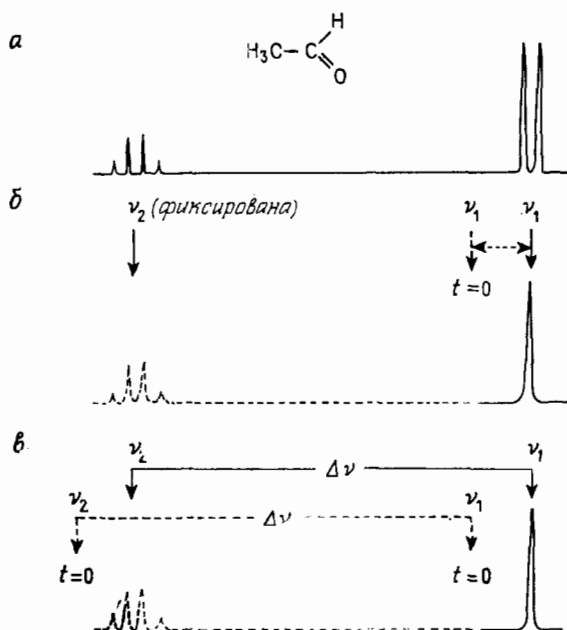 а
H
H₃C—C
O
б
ν₂ (фиксирована)
ν₁
ν₁
t=0
в
ν₂
Δν
ν₁
ν₂
Δν
ν₁
t=0
t=0